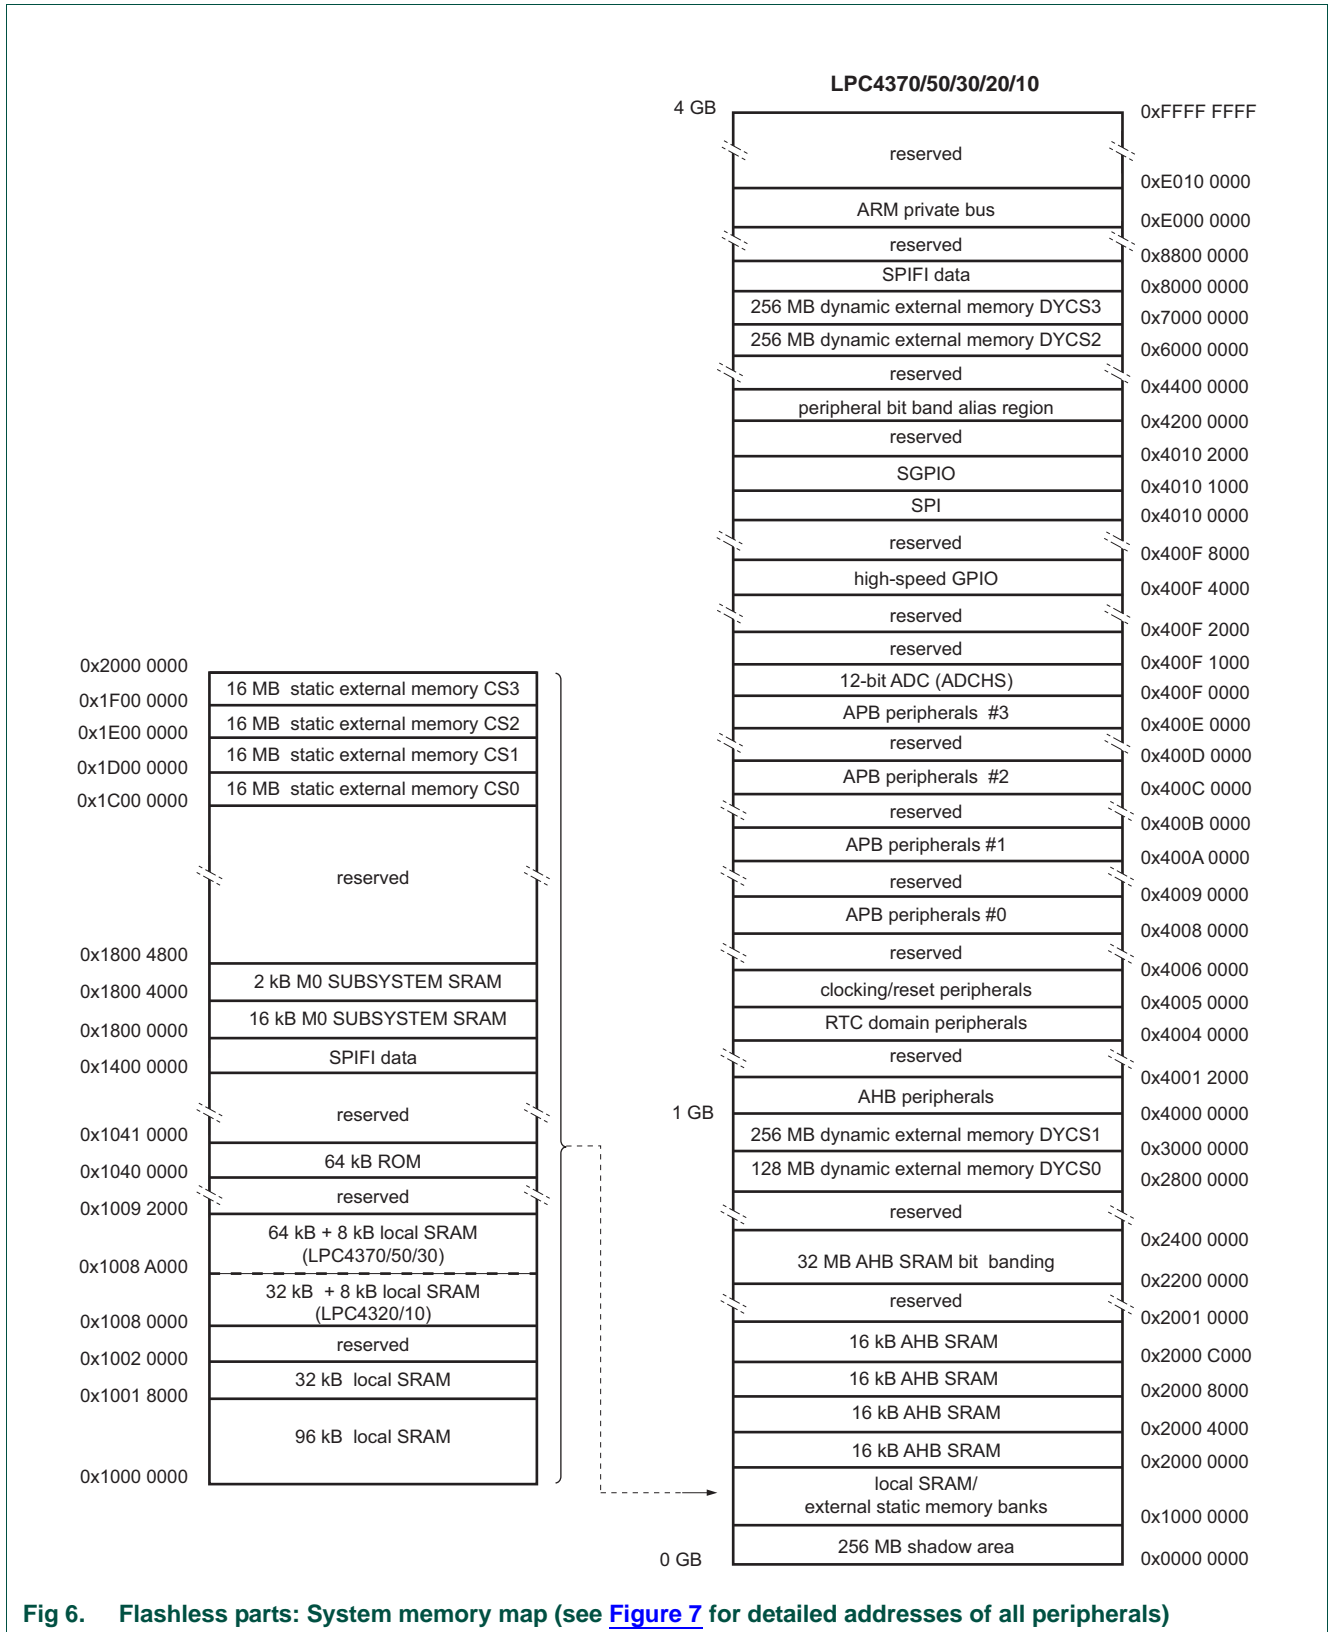 LPC4370/50/30/20/10
4 GB
0xFFFF FFFF
reserved
0xE010 0000
ARM private bus
0xE000 0000
reserved
0x8800 0000
SPIFI data
0x8000 0000
256 MB dynamic external memory DYCS3
0x7000 0000
256 MB dynamic external memory DYCS2
0x6000 0000
reserved
0x4400 0000
peripheral bit band alias region
0x4200 0000
reserved
0x4010 2000
SGPIO
0x4010 1000
SPI
0x4010 0000
reserved
0x400F 8000
high-speed GPIO
0x400F 4000
reserved
0x400F 2000
reserved
0x400F 1000
12-bit ADC (ADCHS)
0x400F 0000
APB peripherals #3
0x400E 0000
reserved
0x400D 0000
APB peripherals #2
0x400C 0000
reserved
0x400B 0000
APB peripherals #1
0x400A 0000
reserved
0x4009 0000
APB peripherals #0
0x4008 0000
reserved
0x4006 0000
clocking/reset peripherals
0x4005 0000
RTC domain peripherals
0x4004 0000
reserved
0x4001 2000
AHB peripherals
1 GB
0x4000 0000
256 MB dynamic external memory DYCS1
0x3000 0000
128 MB dynamic external memory DYCS0
0x2800 0000
reserved
0x2400 0000
32 MB AHB SRAM bit banding
0x2200 0000
reserved
0x2001 0000
16 kB AHB SRAM
0x2000 C000
16 kB AHB SRAM
0x2000 8000
16 kB AHB SRAM
0x2000 4000
16 kB AHB SRAM
0x2000 0000
local SRAM/
external static memory banks
0x1000 0000
256 MB shadow area
0 GB
0x0000 0000
0x2000 0000
16 MB static external memory CS3
0x1F00 0000
16 MB static external memory CS2
0x1E00 0000
16 MB static external memory CS1
0x1D00 0000
16 MB static external memory CS0
0x1C00 0000
reserved
0x1800 4800
2 kB M0 SUBSYSTEM SRAM
0x1800 4000
16 kB M0 SUBSYSTEM SRAM
0x1800 0000
SPIFI data
0x1400 0000
reserved
0x1041 0000
64 kB ROM
0x1040 0000
reserved
0x1009 2000
64 kB + 8 kB local SRAM
(LPC4370/50/30)
0x1008 A000
32 kB + 8 kB local SRAM
(LPC4320/10)
0x1008 0000
reserved
0x1002 0000
32 kB local SRAM
0x1001 8000
96 kB local SRAM
0x1000 0000
Fig 6. Flashless parts: System memory map (see Figure 7 for detailed addresses of all peripherals)